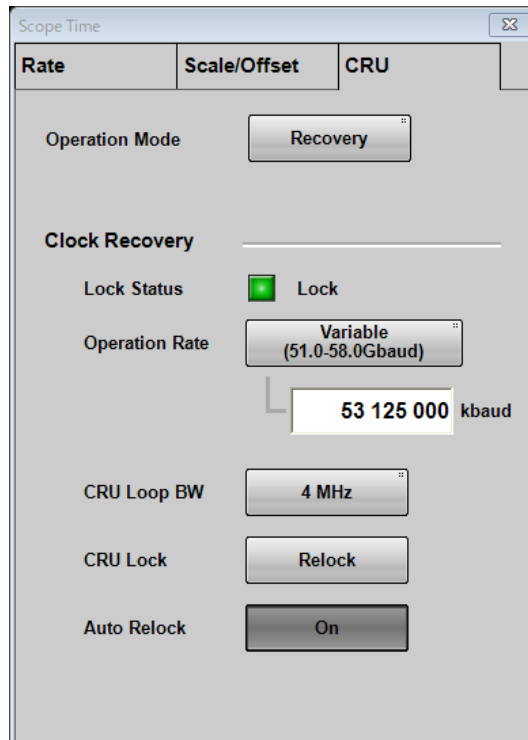 Scope Time
Rate Scale/Offset CRU
Operation Mode Recovery
Clock Recovery
Lock Status Lock
Operation Rate Variable
(51.0-58.0Gbaud)
53 125 000 kbaud
CRU Loop BW 4 MHz
CRU Lock Relock
Auto Relock On